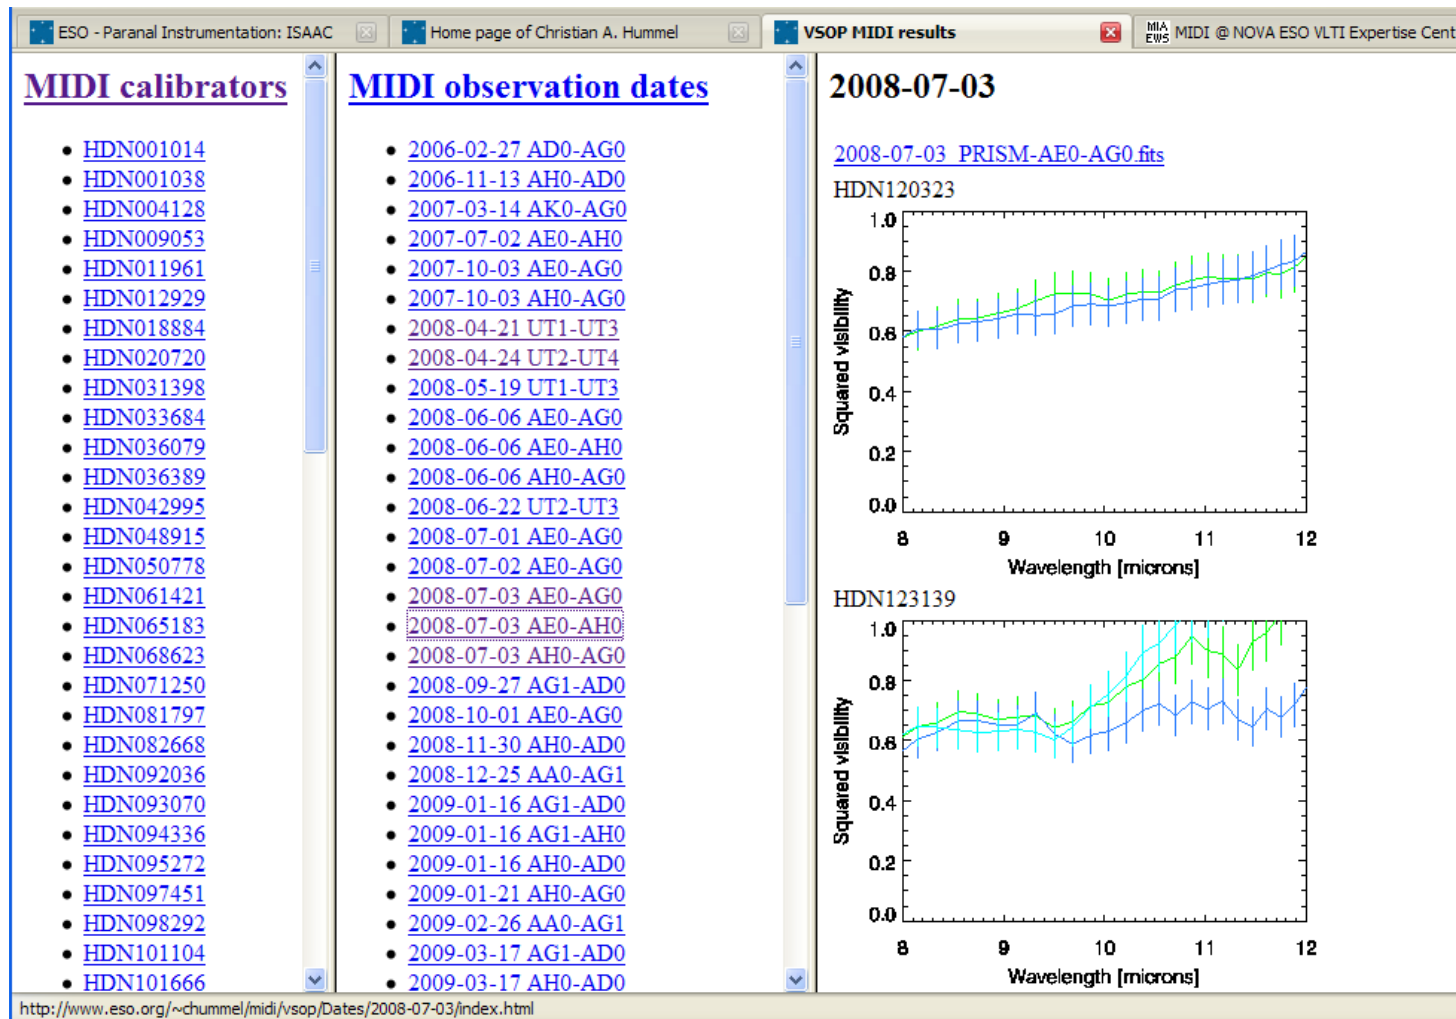 ESO - Paranal Instrumentation: ISAAC
Home page of Christian A. Hummel
VSOP MIDI results
MIA EWS MIDI @ NOVA ESO VLTI Expertise Cent
MIDI calibrators
HDN001014
HDN001038
HDN004128
HDN009053
HDN011961
HDN012929
HDN018884
HDN020720
HDN031398
HDN033684
HDN036079
HDN036389
HDN042995
HDN048915
HDN050778
HDN061421
HDN065183
HDN068623
HDN071250
HDN081797
HDN082668
HDN092036
HDN093070
HDN094336
HDN095272
HDN097451
HDN098292
HDN101104
HDN101666
MIDI observation dates
2006-02-27 AD0-AG0
2006-11-13 AH0-AD0
2007-03-14 AK0-AG0
2007-07-02 AE0-AH0
2007-10-03 AE0-AG0
2007-10-03 AH0-AG0
2008-04-21 UT1-UT3
2008-04-24 UT2-UT4
2008-05-19 UT1-UT3
2008-06-06 AE0-AG0
2008-06-06 AE0-AH0
2008-06-06 AH0-AG0
2008-06-22 UT2-UT3
2008-07-01 AE0-AG0
2008-07-02 AE0-AG0
2008-07-03 AE0-AG0
2008-07-03 AE0-AH0
2008-07-03 AH0-AG0
2008-09-27 AG1-AD0
2008-10-01 AE0-AG0
2008-11-30 AH0-AD0
2008-12-25 AA0-AG1
2009-01-16 AG1-AD0
2009-01-16 AG1-AH0
2009-01-16 AH0-AD0
2009-01-21 AH0-AG0
2009-02-26 AA0-AG1
2009-03-17 AG1-AD0
2009-03-17 AH0-AD0
2008-07-03
2008-07-03_PRISM-AE0-AG0.fits
HDN120323
1.0
0.8
0.6
0.4
0.2
0.0
Squared visibility
8 9 10 11 12
Wavelength [microns]
HDN123139
1.0
0.8
0.6
0.4
0.2
0.0
Squared visibility
8 9 10 11 12
Wavelength [microns]
http://www.eso.org/~chummel/midi/vsop/Dates/2008-07-03/index.html